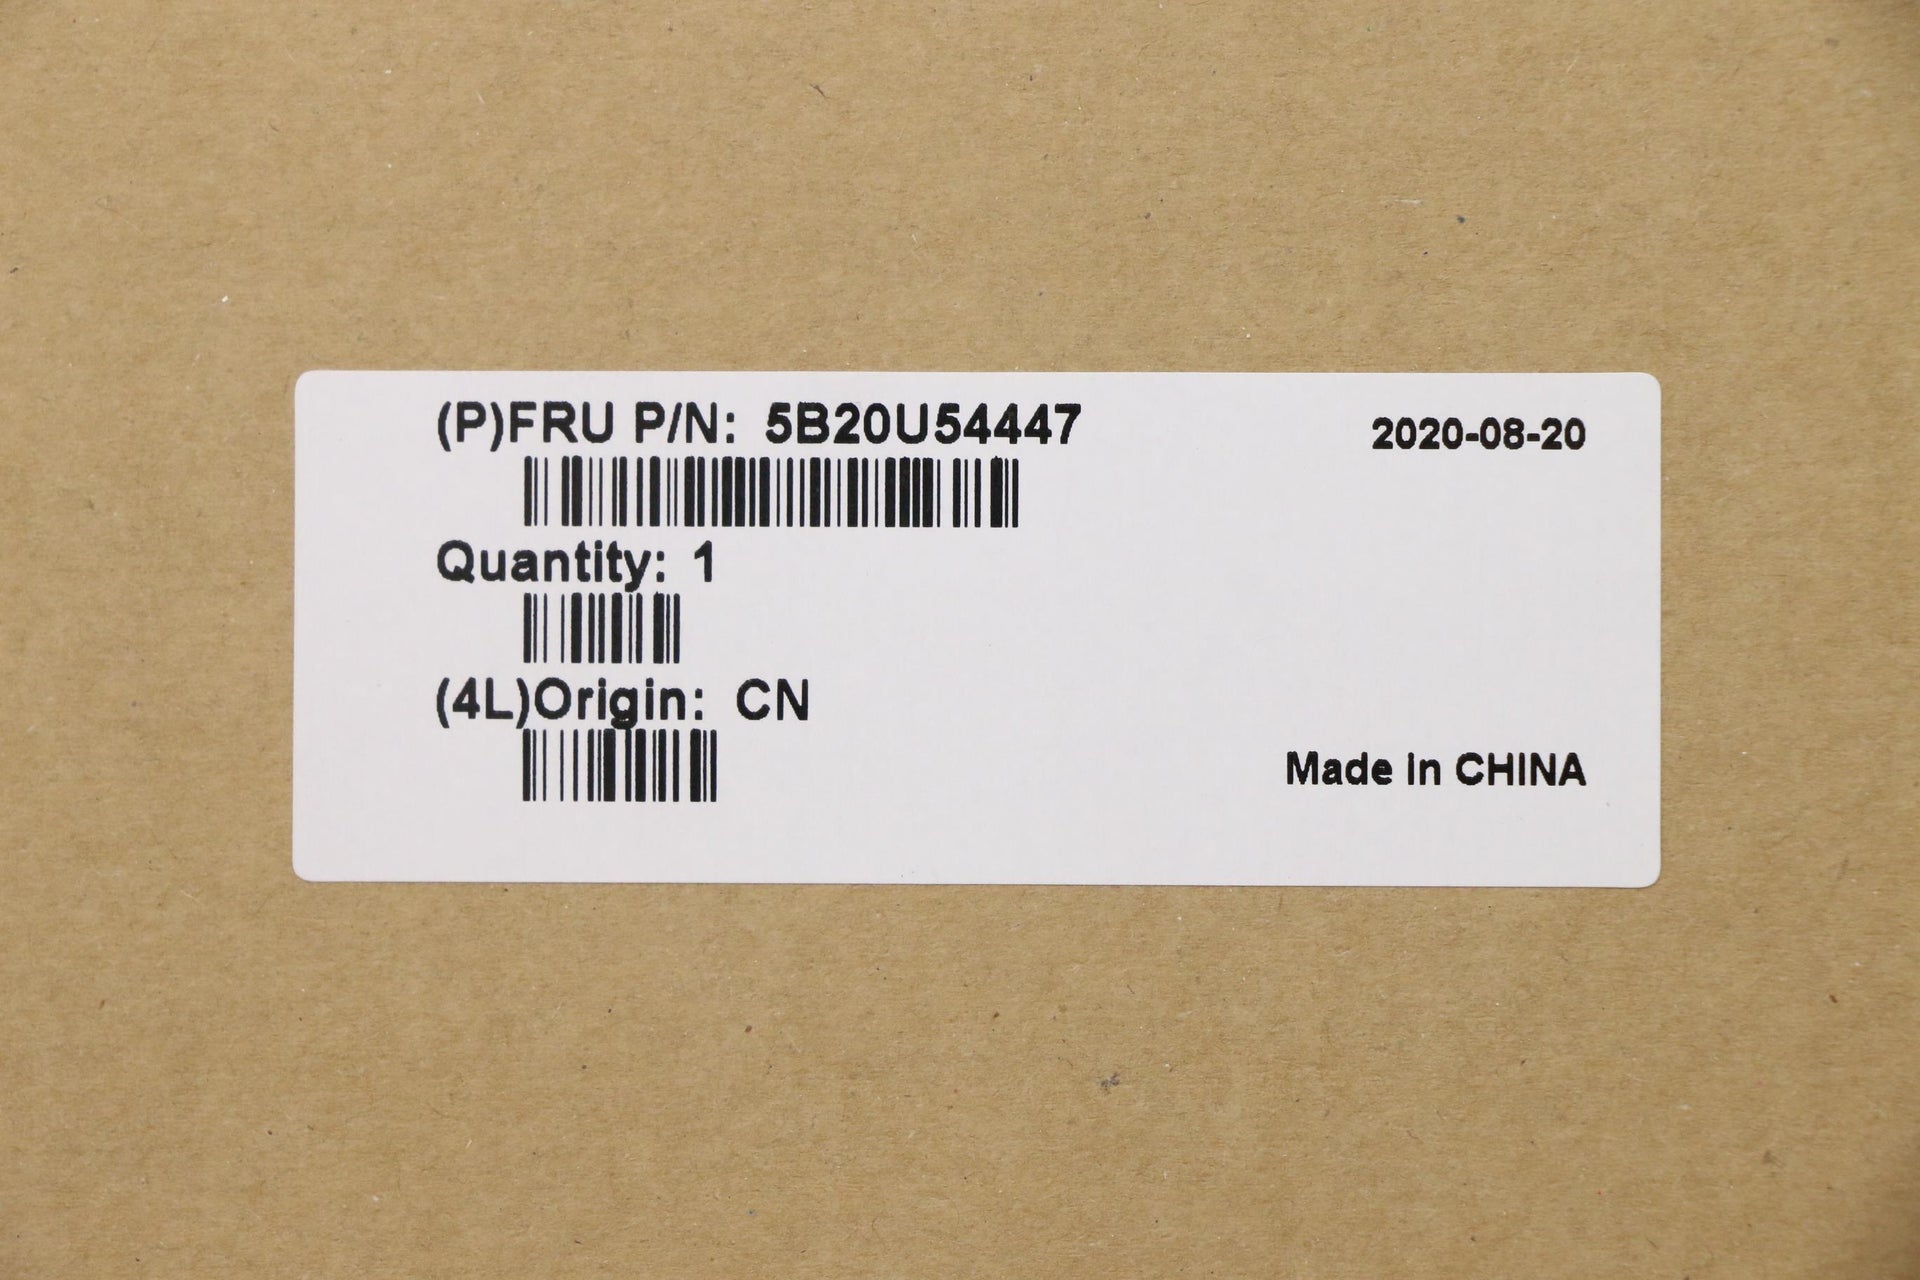 (P)FRU P/N: 5B20U54447
2020-08-20
Quantity: 1
(4L)Origin: CN
Made in CHINA